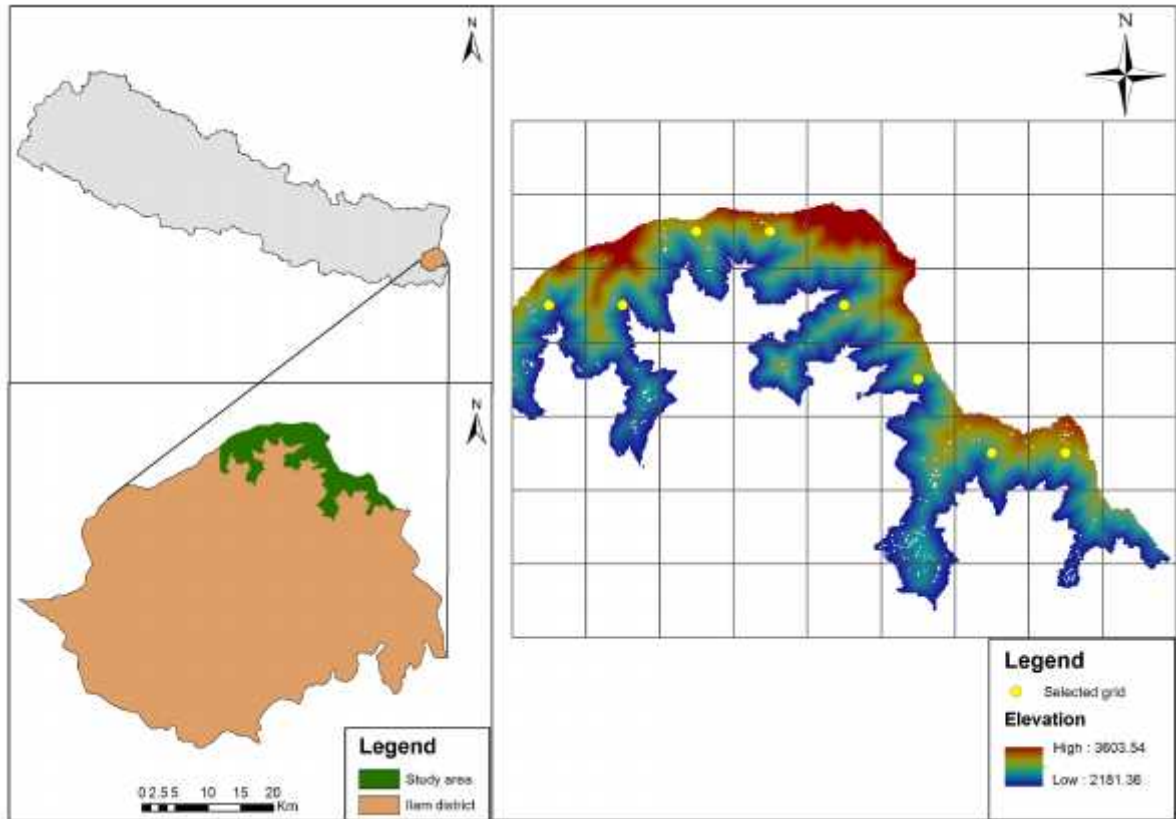 N
N
N
Legend
Study area
Ilam district
0 2.5 5 10 15 20
Km
Legend
Selected grid
Elevation
High : 3603.54
Low : 2181.36